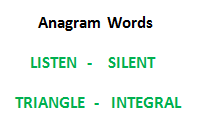 Anagram Words
LISTEN - SILENT
TRIANGLE - INTEGRAL